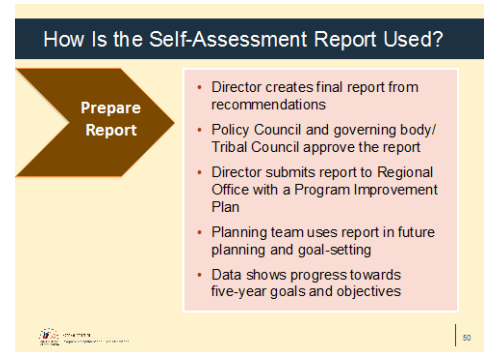 How Is the Self-Assessment Report Used?
Prepare
Report
• Director creates final report from
recommendations
• Policy Council and governing body/
Tribal Council approve the report
• Director submits report to Regional
Office with a Program Improvement
Plan
• Planning team uses report in future
planning and goal-setting
• Data shows progress towards
five-year goals and objectives
50